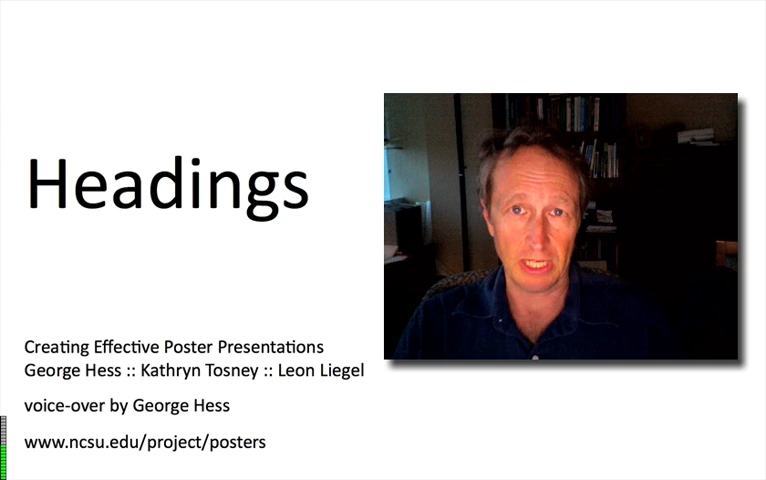 Headings
Creating Effective Poster Presentations
George Hess :: Kathryn Tosney :: Leon Liegel
voice-over by George Hess
www.ncsu.edu/project/posters